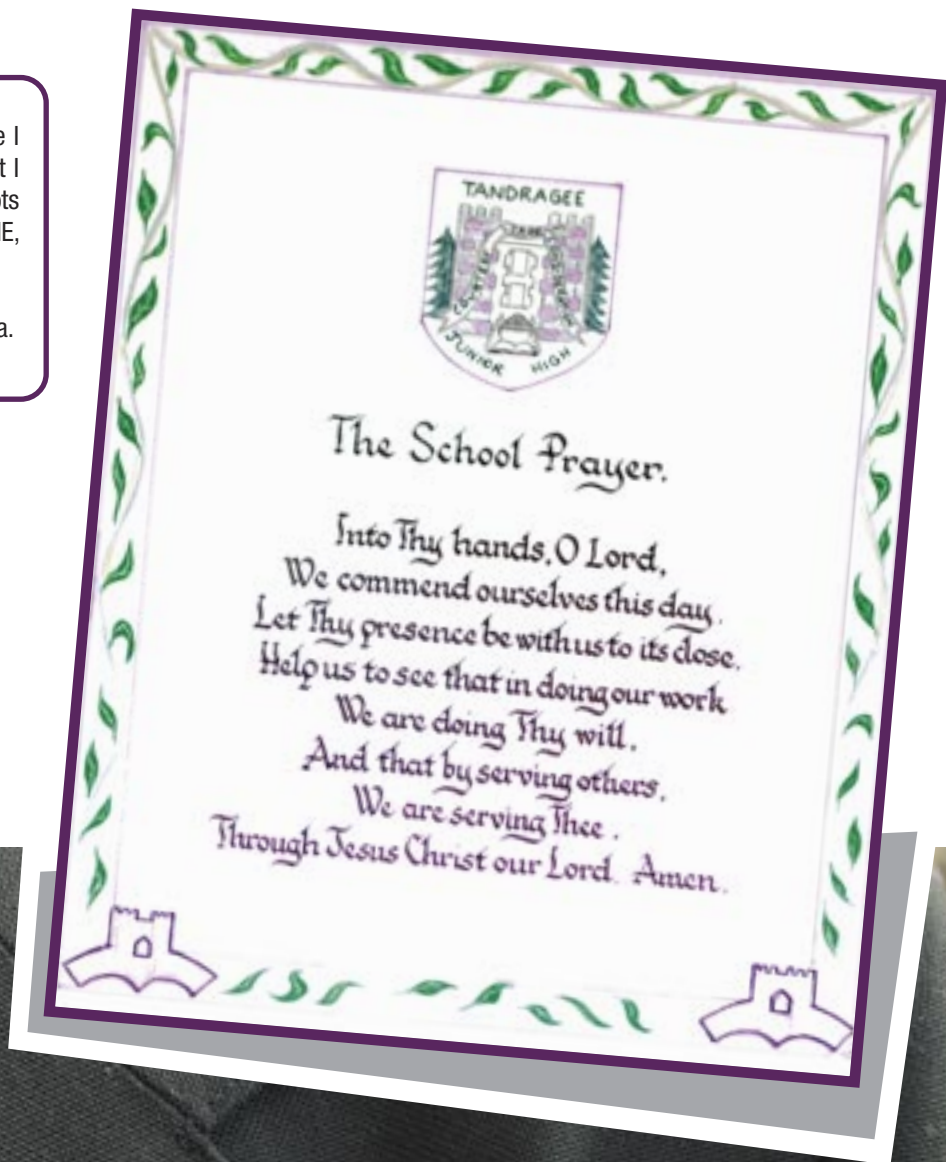 e I
t I
ots
IE,
a.
TANDRAGEE
JUNIOR HIGH
The School Prayer.
Into Thy hands, O Lord,
We commend ourselves this day.
Let Thy presence be with us to its close.
Help us to see that in doing our work
We are doing Thy will,
And that by serving others,
We are serving Thee.
Through Jesus Christ our Lord. Amen.